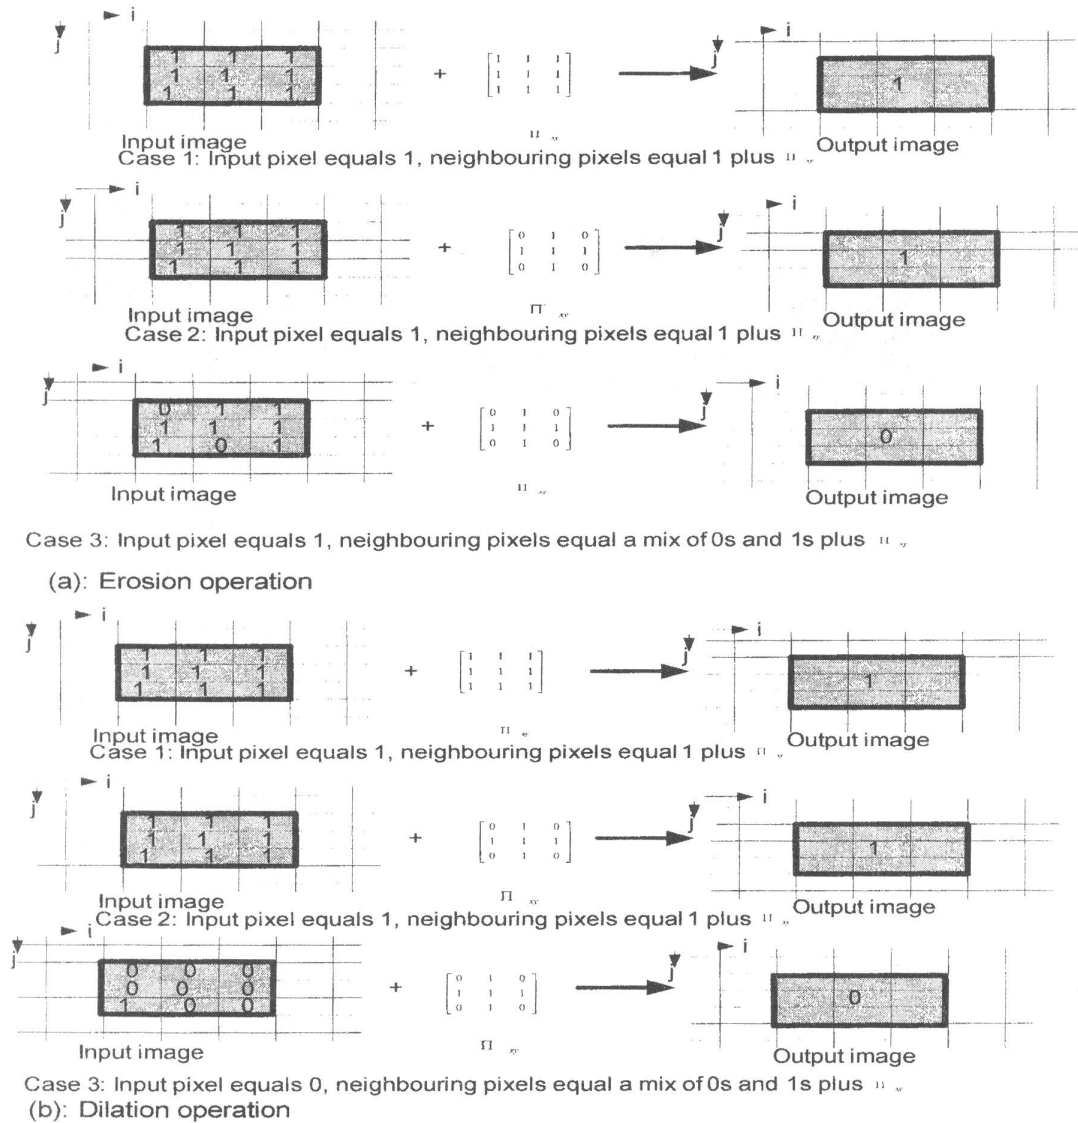 i i
j j
1 1 1 1 1 1
1 1 1 + 1 1 1 1
1 1 1 1 1 1
Π xy
Input image Output image
Case 1: Input pixel equals 1, neighbouring pixels equal 1 plus Π xy
i i
j j
1 1 1 0 1 0
1 1 1 + 1 1 1 1
1 1 1 0 1 0
Π xy
Input image Output image
Case 2: Input pixel equals 1, neighbouring pixels equal 1 plus Π xy
i i
j j
0 1 1 0 1 0
1 1 1 + 1 1 1 0
1 0 1 0 1 0
Π xy
Input image Output image
Case 3: Input pixel equals 1, neighbouring pixels equal a mix of 0s and 1s plus Π xy
(a): Erosion operation
i i
j j
1 1 1 1 1 1
1 1 1 + 1 1 1 1
1 1 1 1 1 1
Π xy
Input image Output image
Case 1: Input pixel equals 1, neighbouring pixels equal 1 plus Π
i i
j j
1 1 1 0 1 0
1 1 1 + 1 1 1 1
1 1 1 0 1 0
Π xy
Input image Output image
Case 2: Input pixel equals 1, neighbouring pixels equal 1 plus Π xy
i i
j j
0 0 0 0 1 0
0 0 0 + 1 1 1 0
1 0 0 0 1 0
Π xy
Input image Output image
Case 3: Input pixel equals 0, neighbouring pixels equal a mix of 0s and 1s plus Π xy
(b): Dilation operation